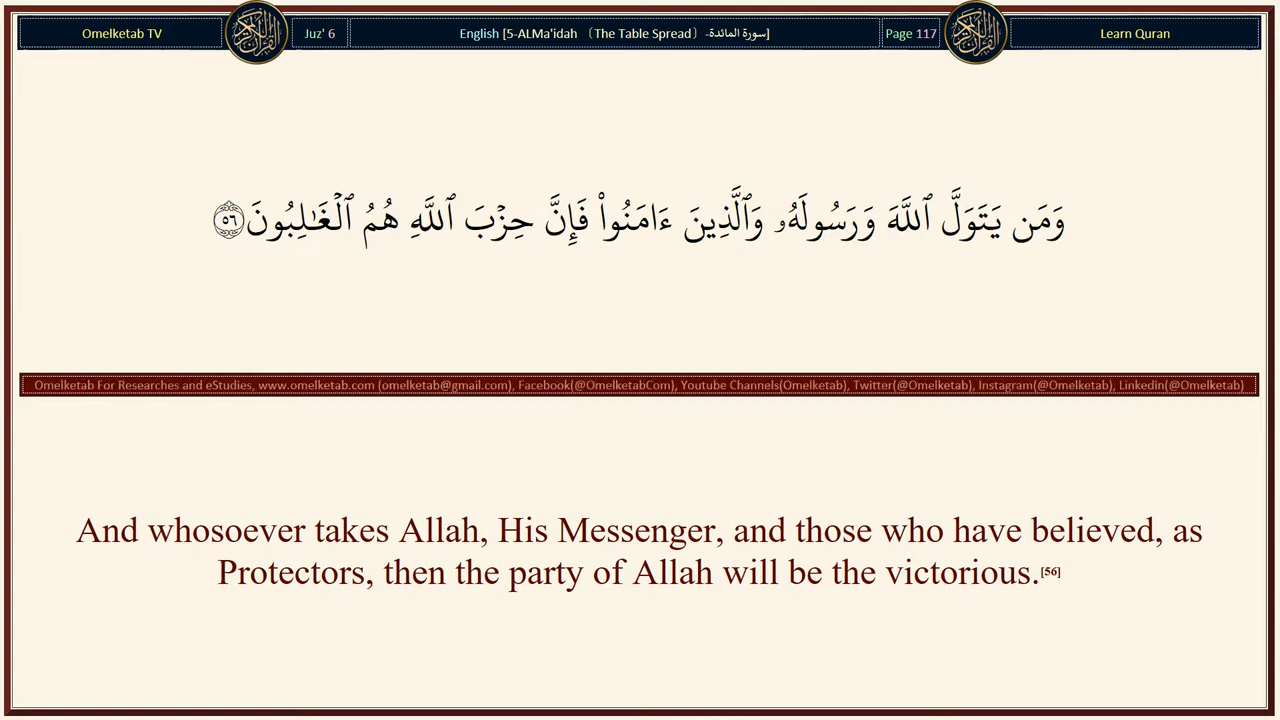 Omelketab TV
Juz' 6
English [5-ALMa'idah （The Table Spread）-سورة المائدة]
Page 117
Learn Quran
وَمَن يَتَوَلَّ ٱللَّهَ وَرَسُولَهُۥ وَٱلَّذِينَ ءَامَنُوا۟ فَإِنَّ حِزْبَ ٱللَّهِ هُمُ ٱلْغَـٰلِبُونَ ٥٦
Omelketab For Researches and eStudies, www.omelketab.com (omelketab@gmail.com), Facebook(@OmelketabCom), Youtube Channels(Omelketab), Twitter(@Omelketab), Instagram(@Omelketab), Linkedin(@Omelketab)
And whosoever takes Allah, His Messenger, and those who have believed, as
Protectors, then the party of Allah will be the victorious.[56]